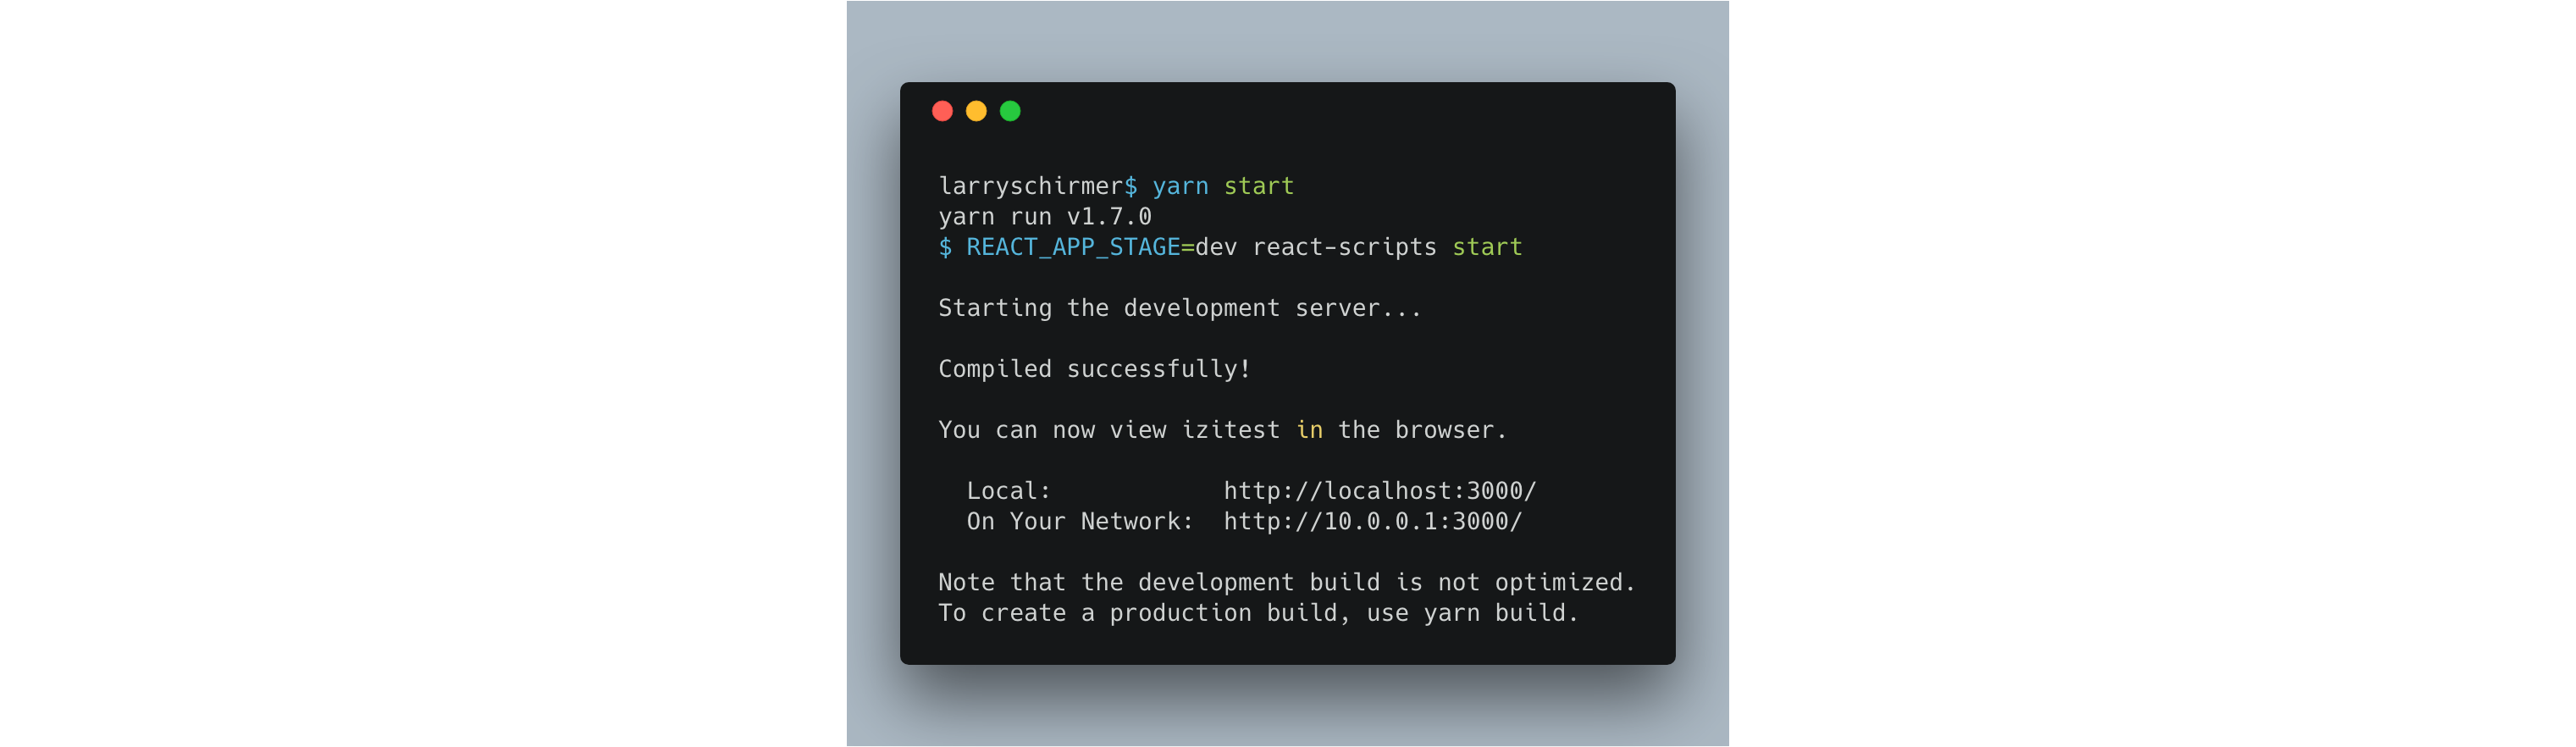 larryschirmer$ yarn start
yarn run v1.7.0
$ REACT_APP_STAGE=dev react-scripts start
Starting the development server...
Compiled successfully!
You can now view izitest in the browser.
Local:            http://localhost:3000/
On Your Network:  http://10.0.0.1:3000/
Note that the development build is not optimized.
To create a production build, use yarn build.